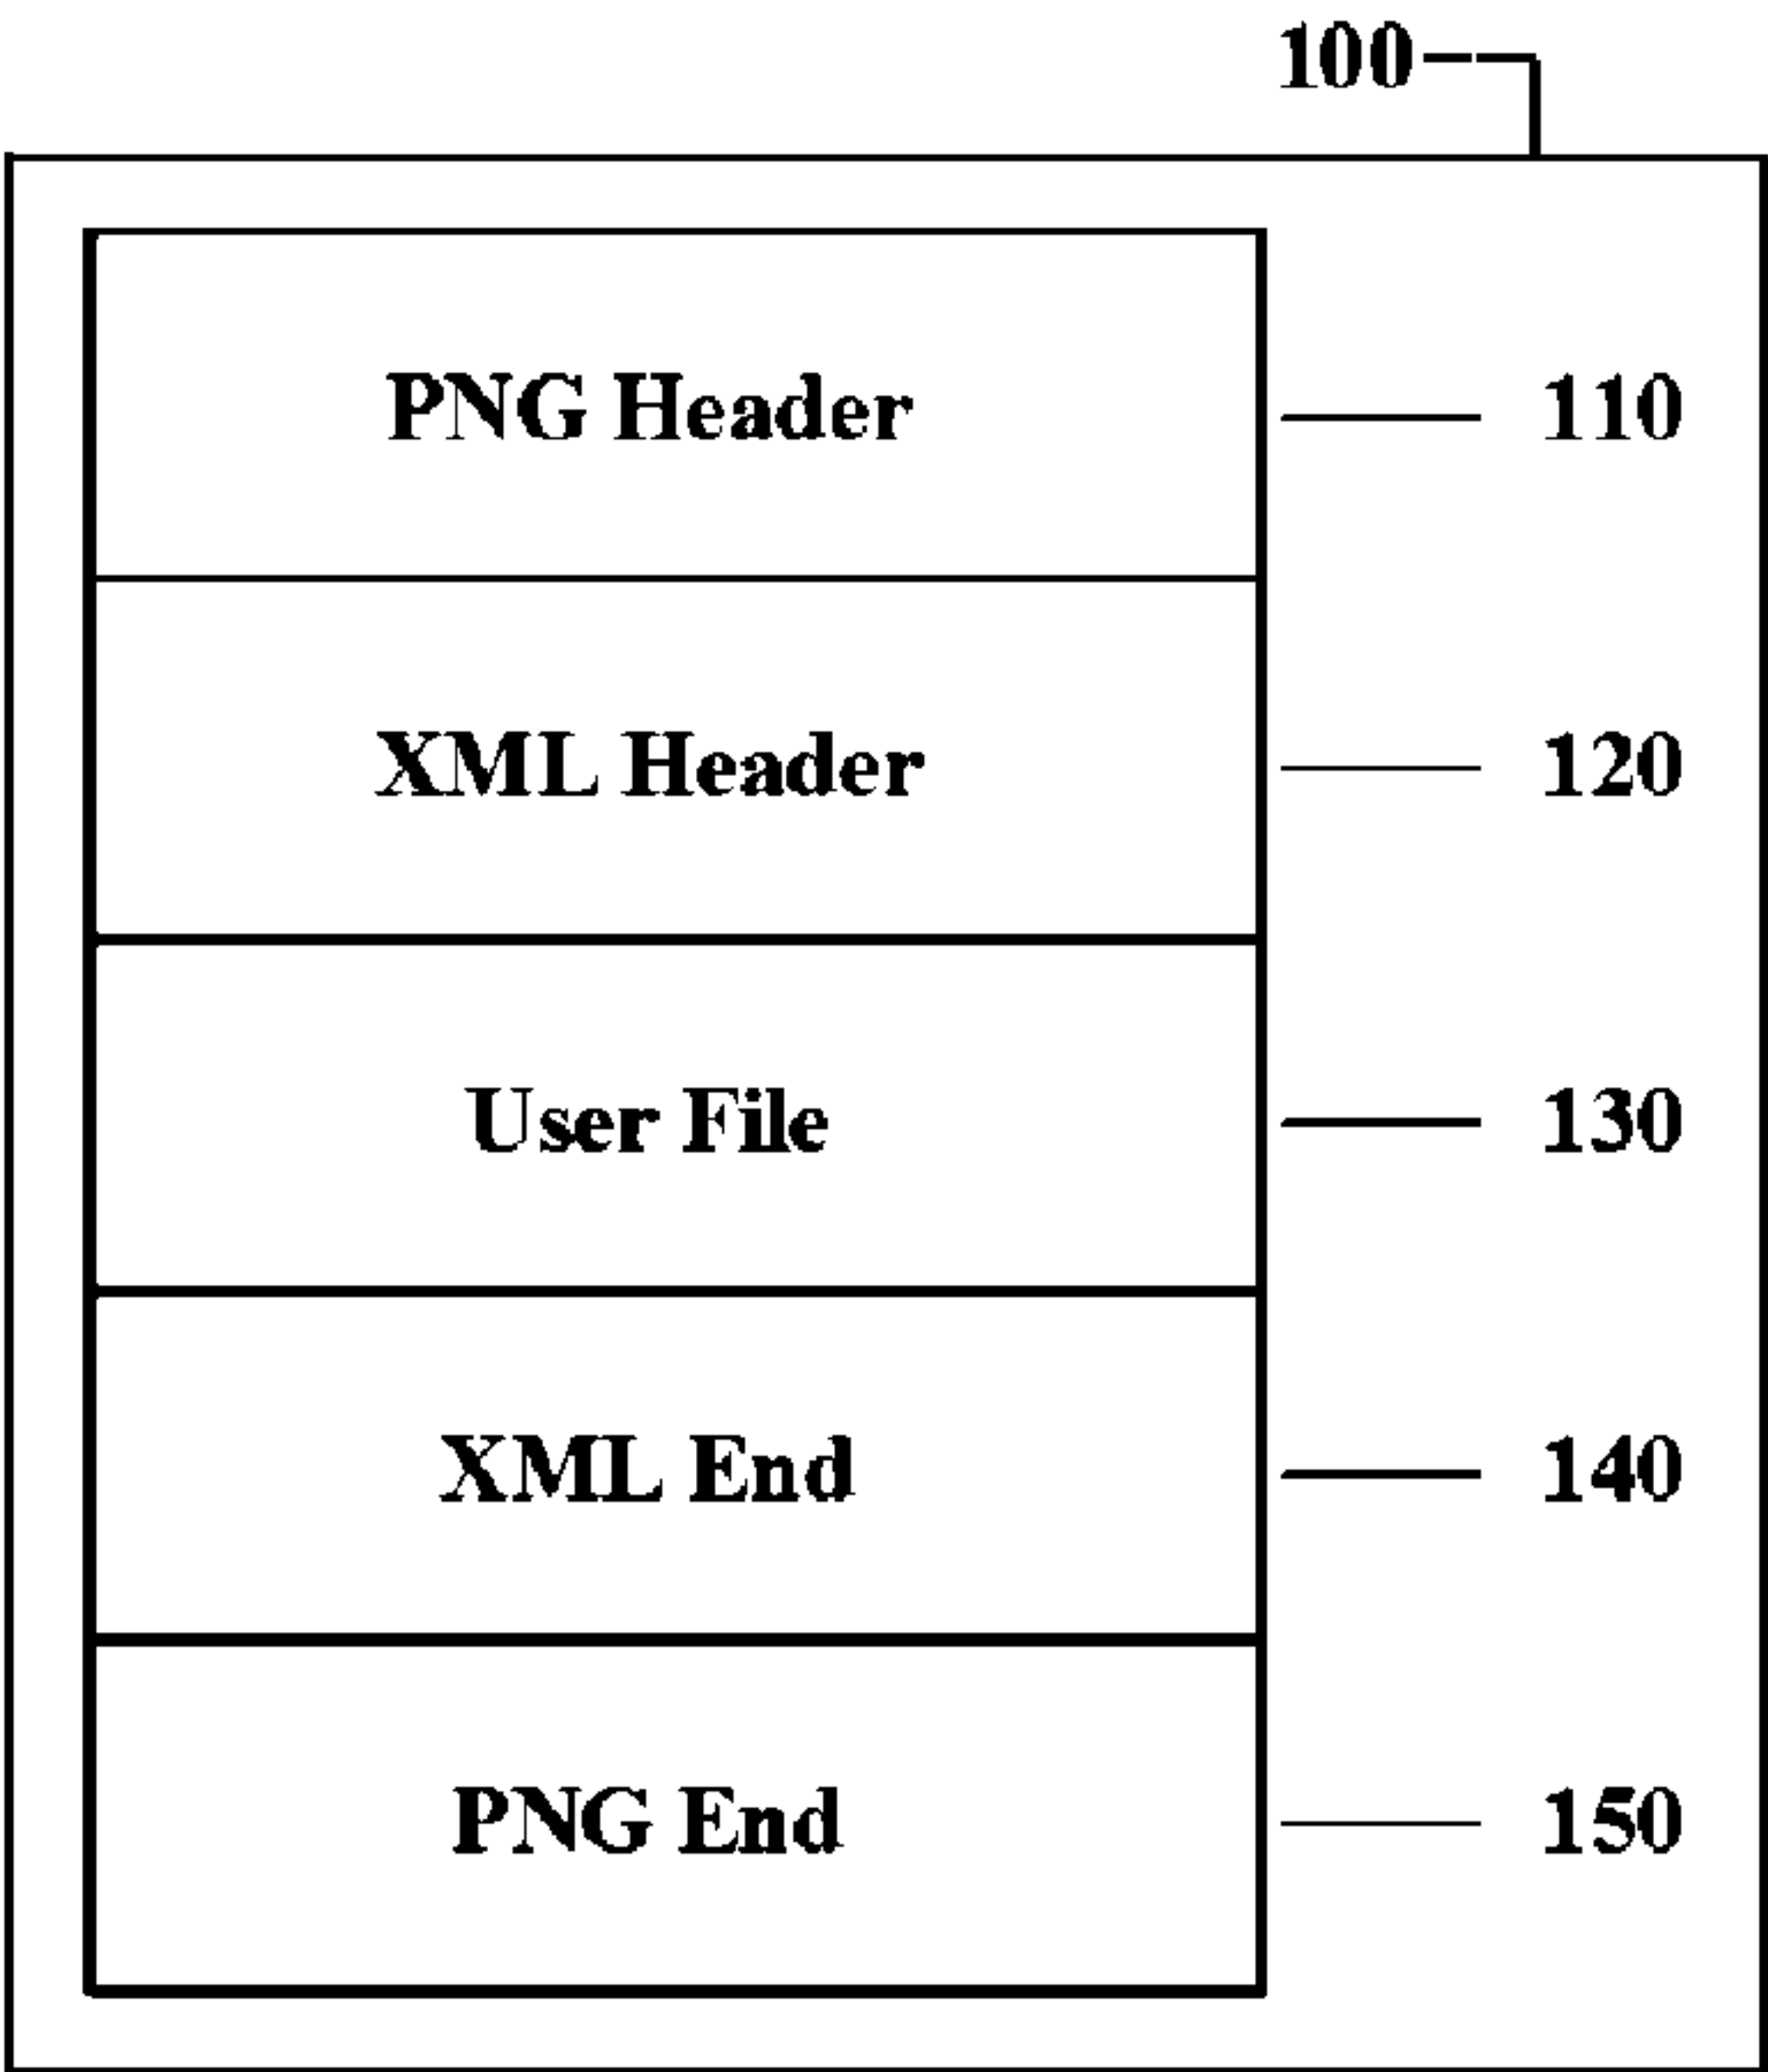 100
PNG Header 110
XML Header 120
User File 130
XML End 140
PNG End 150